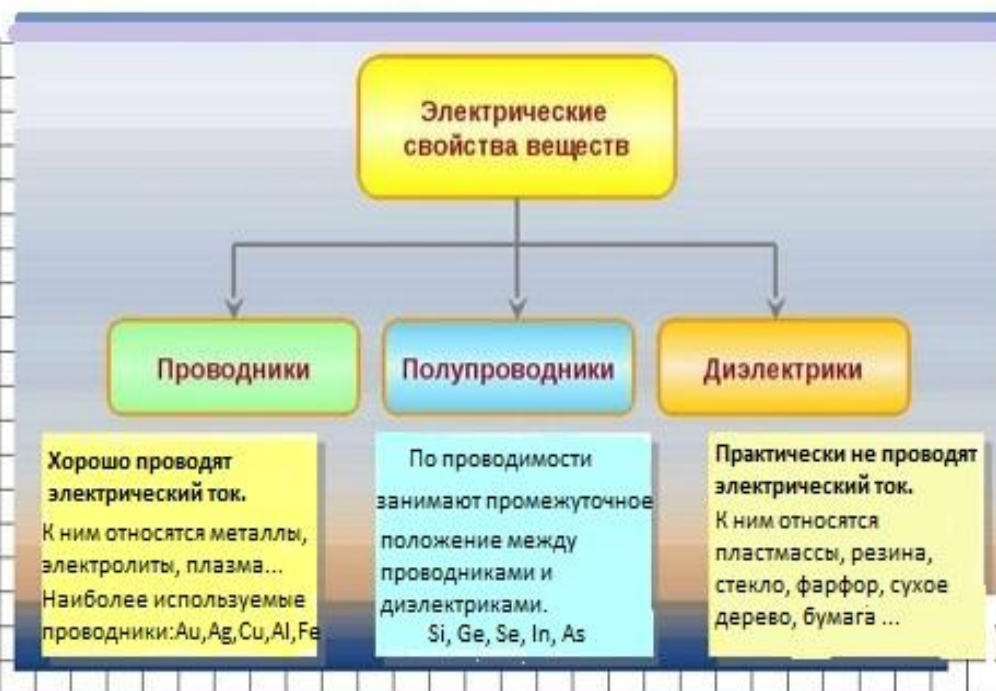 Электрические
свойства веществ
Проводники
Полупроводники
Диэлектрики
Хорошо проводят
электрический ток.
К ним относятся металлы,
электролиты, плазма...
Наиболее используемые
проводники:Au,Ag,Cu,Al,Fe
По проводимости
занимают промежуточное
положение между
проводниками и
диэлектриками.
Si, Ge, Se, In, As
Практически не проводят
электрический ток.
К ним относятся
пластмассы, резина,
стекло, фарфор, сухое
дерево, бумага ...